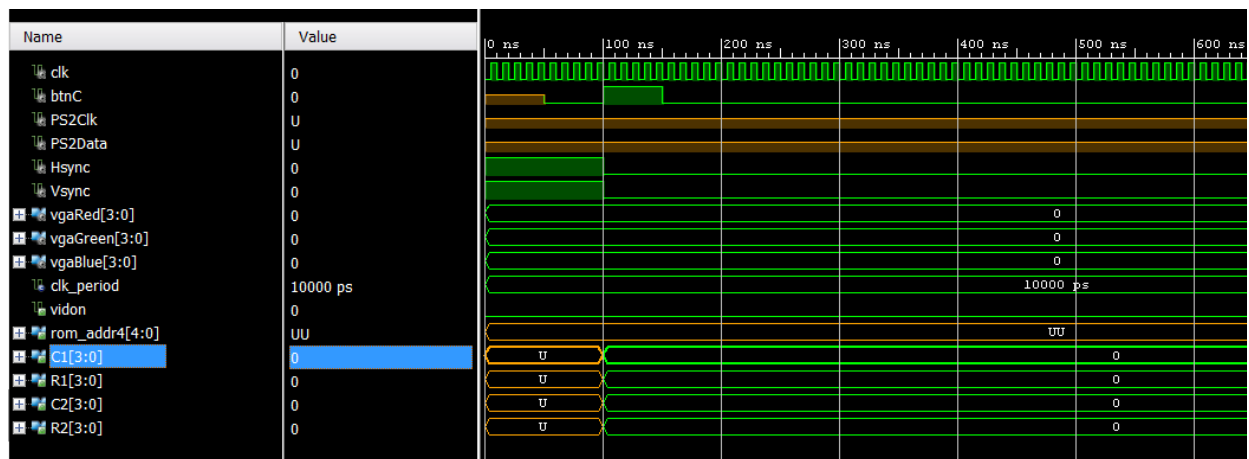 Name Value
0 ns 100 ns 200 ns 300 ns 400 ns 500 ns 600 ns
clk 0
btnC 0
PS2Clk U
PS2Data U
Hsync 0
Vsync 0
vgaRed[3:0] 0 0
vgaGreen[3:0] 0 0
vgaBlue[3:0] 0 0
clk_period 10000 ps 10000 ps
vidon 0
rom_addr4[4:0] UU UU
C1[3:0] 0 U 0
R1[3:0] 0 U 0
C2[3:0] 0 U 0
R2[3:0] 0 U 0